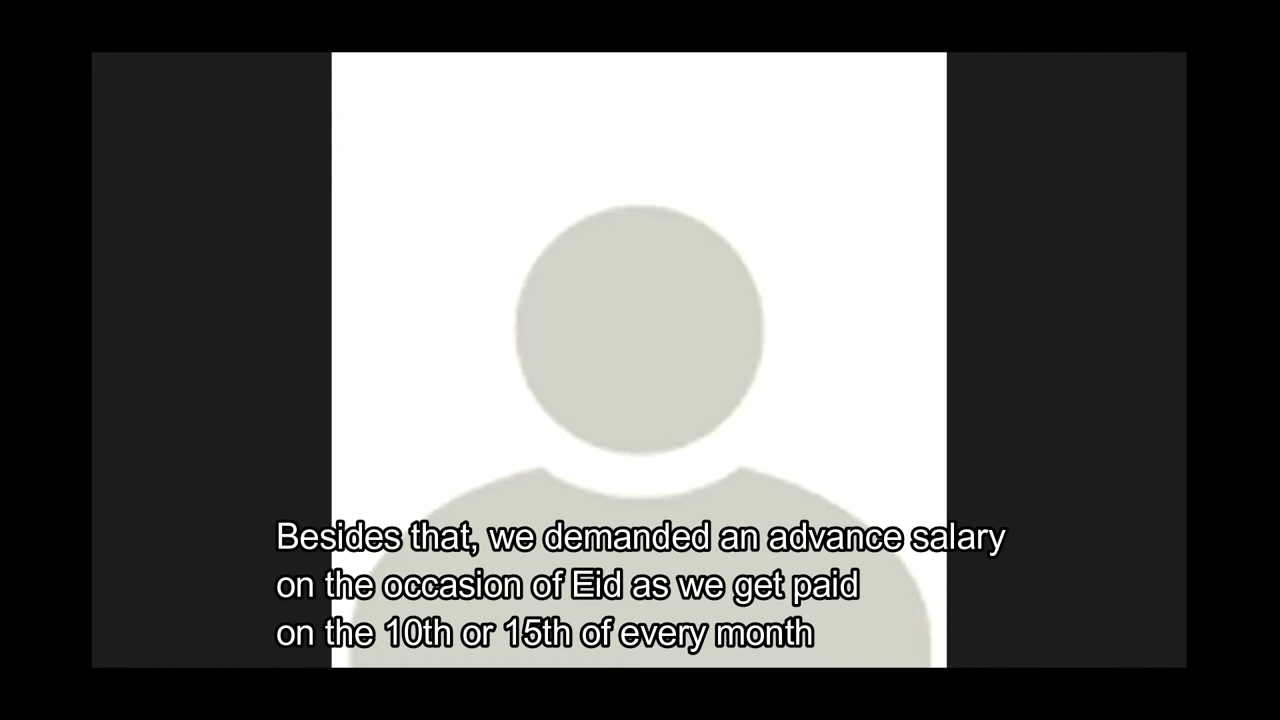 Besides that, we demanded an advance salary
on the occasion of Eid as we get paid
on the 10th or 15th of every month